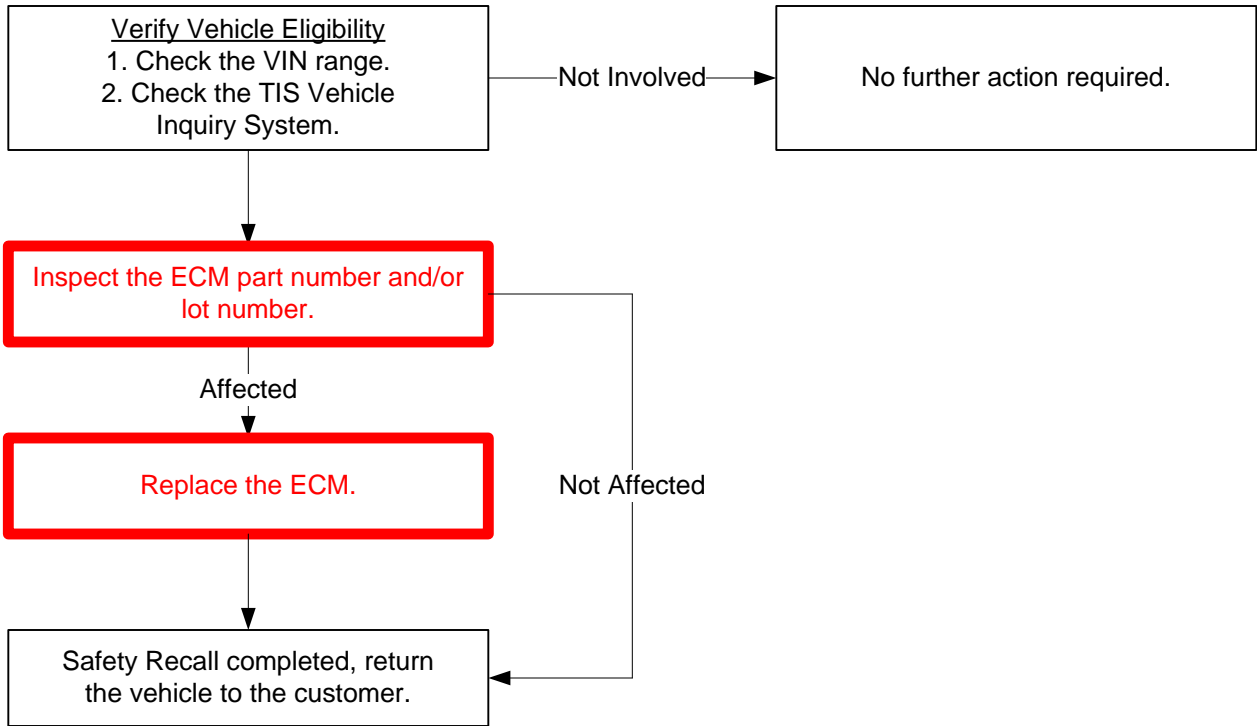 Verify Vehicle Eligibility
1. Check the VIN range.
2. Check the TIS Vehicle
Inquiry System.
Not Involved
No further action required.
Inspect the ECM part number and/or
lot number.
Affected
Replace the ECM.
Not Affected
Safety Recall completed, return
the vehicle to the customer.